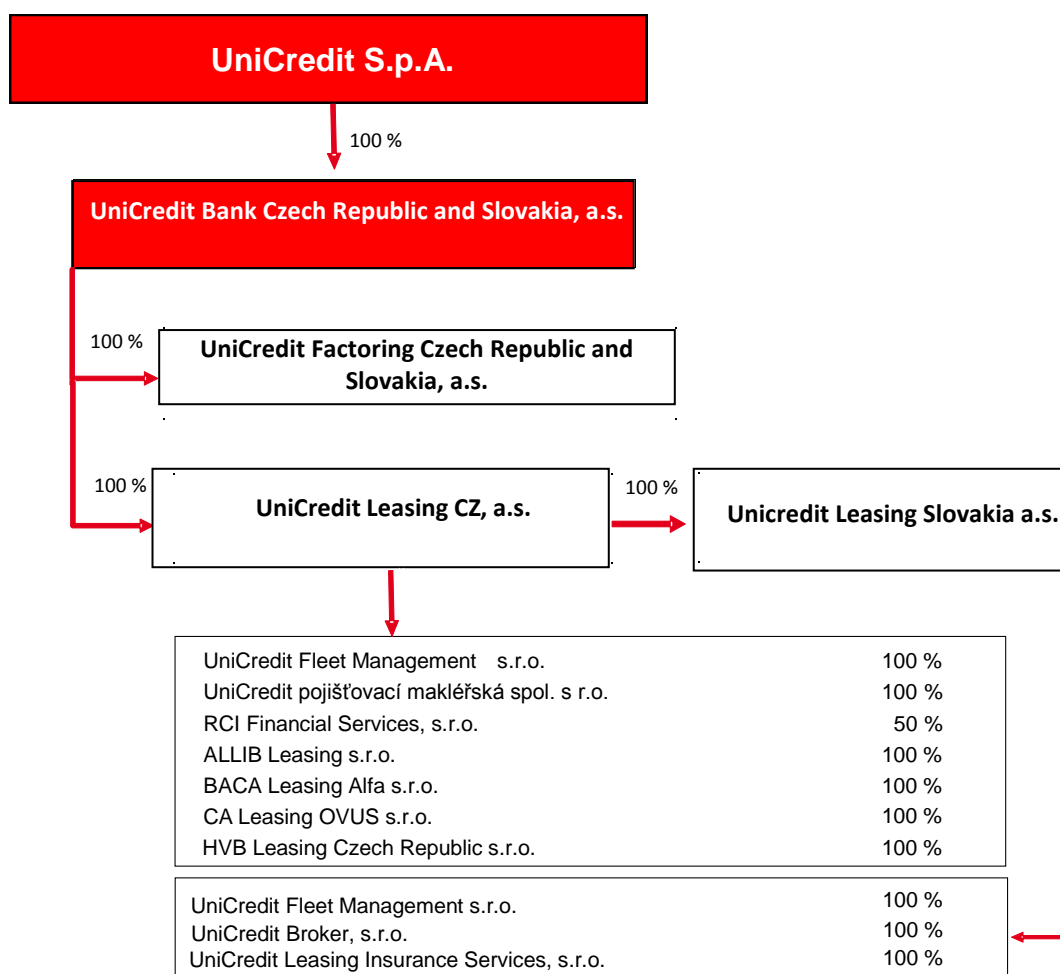 UniCredit S.p.A.
100 %
UniCredit Bank Czech Republic and Slovakia, a.s.
100 %
UniCredit Factoring Czech Republic and
Slovakia, a.s.
100 %
UniCredit Leasing CZ, a.s.
100 %
Unicredit Leasing Slovakia a.s.
UniCredit Fleet Management s.r.o. 100 %
UniCredit pojišťovací makléřská spol. s r.o. 100 %
RCI Financial Services, s.r.o. 50 %
ALLIB Leasing s.r.o. 100 %
BACA Leasing Alfa s.r.o. 100 %
CA Leasing OVUS s.r.o. 100 %
HVB Leasing Czech Republic s.r.o. 100 %
UniCredit Fleet Management s.r.o. 100 %
UniCredit Broker, s.r.o. 100 %
UniCredit Leasing Insurance Services, s.r.o. 100 %